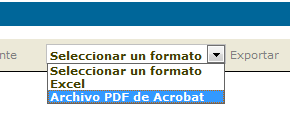 nte Seleccionar un formato Exportar
Seleccionar un formato
Excel
Archivo PDF de Acrobat